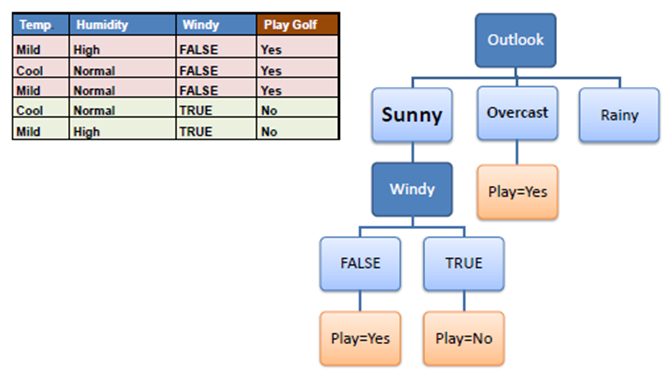 Temp Humidity Windy Play Golf
Mild High FALSE Yes
Cool Normal FALSE Yes
Mild Normal FALSE Yes
Cool Normal TRUE No
Mild High TRUE No
Outlook
Sunny Overcast Rainy
Windy Play=Yes
FALSE TRUE
Play=Yes Play=No